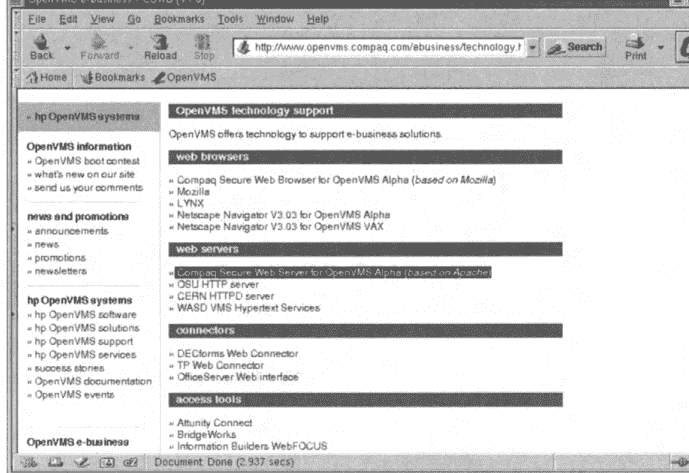 File Edit View Go Bookmarks Tools Window Help
Back Forward Reload Stop http://www.openvms.compaq.com/ebusiness/technology. Search Print
Home Bookmarks OpenVMS
» hp OpenVMS systems
OpenVMS information
» OpenVMS boot contest
» what's new on our site
» send us your comments
news and promotions
» announcements
» news
» promotions
» newsletters
hp OpenVMS systems
» hp OpenVMS software
» hp OpenVMS solutions
» hp OpenVMS support
» hp OpenVMS services
» success stories
» OpenVMS documentation
» OpenVMS events
OpenVMS e-business
OpenVMS technology support
OpenVMS offers technology to support e-business solutions.
web browsers
» Compaq Secure Web Browser for OpenVMS Alpha (based on Mozilla)
» Mozilla
» LYNX
» Netscape Navigator V3.03 for OpenVMS Alpha
» Netscape Navigator V3.03 for OpenVMS VAX
web servers
» Compaq Secure Web Server for OpenVMS Alpha (based on Apache)
» OSU HTTP server
» CERN HTTPD server
» WASD VMS Hypertext Services
connectors
» DECforms Web Connector
» TP Web Connector
» OfficeServer Web interface
access tools
» Attunity Connect
» BridgeWorks
» Information Builders WebFOCUS
Document: Done (2.937 secs)